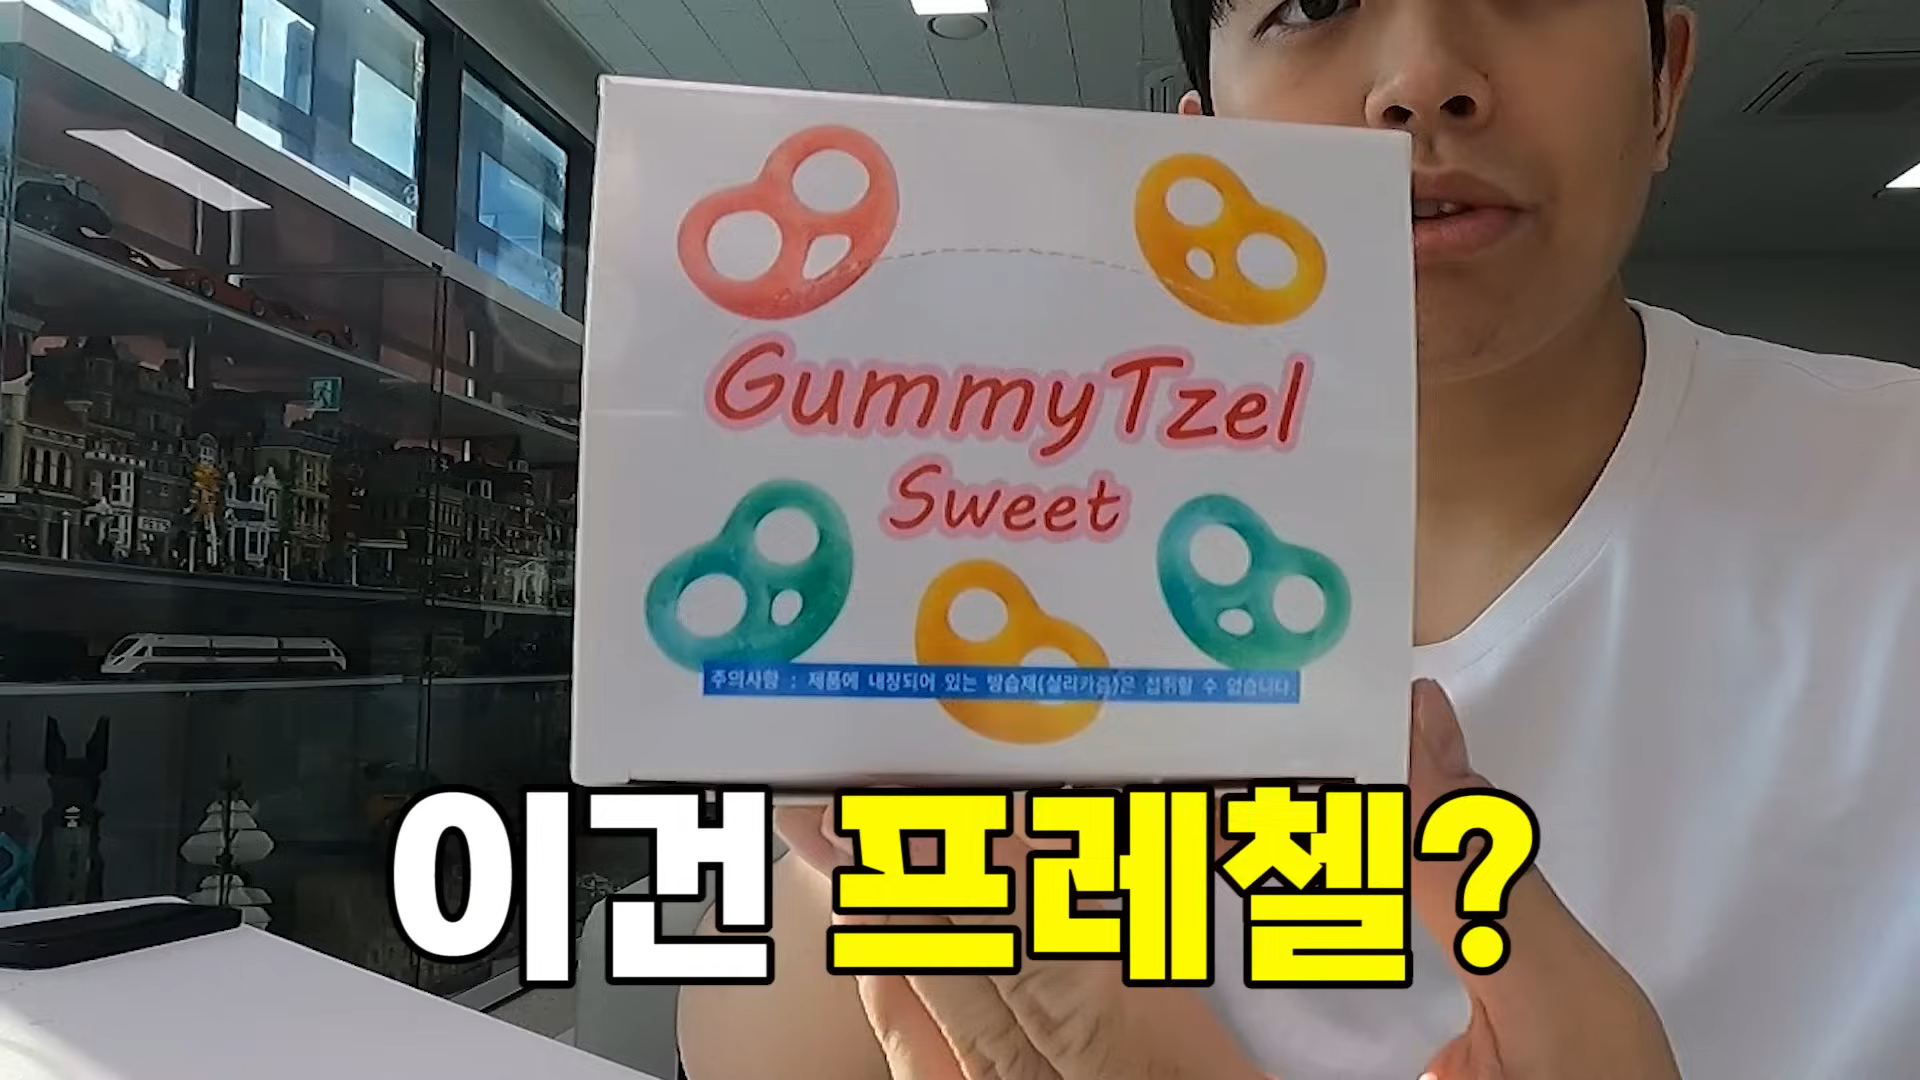 GummyTzel
Sweet
주의사항 : 제품에 내장되어 있는 방습제(실리카겔)은 섭취할 수 없습니다.
PETS
이건 프레첼?